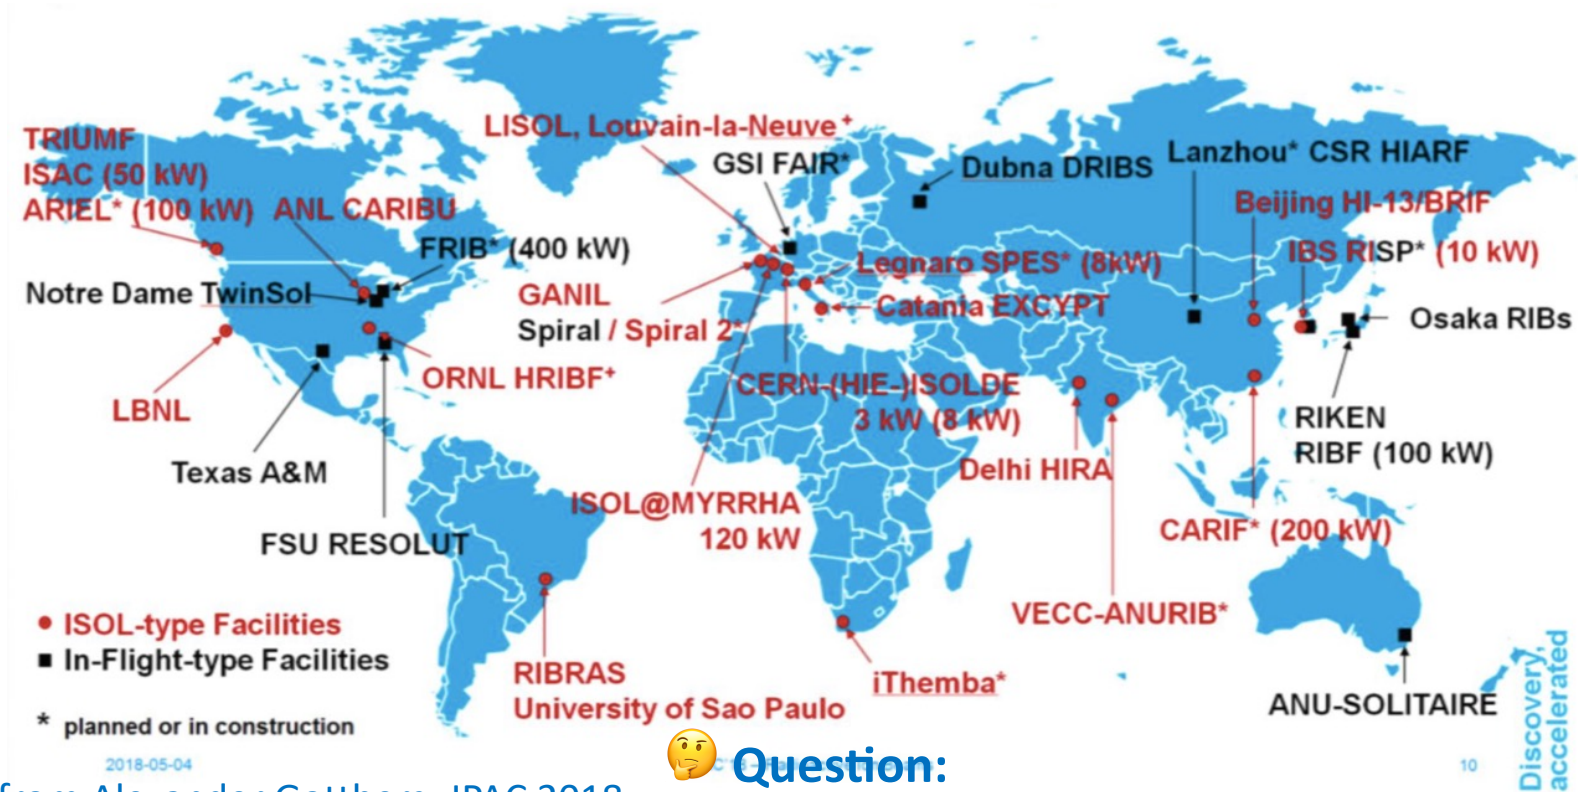 TRIUMF
ISAC (50 kW)
ARIEL* (100 kW)
ANL CARIBU
LISOL, Louvain-la-Neuve+
GSI FAIR*
Dubna DRIBS
Lanzhou* CSR HIARF
Beijing HI-13/BRIF
IBS RISP* (10 kW)
FRIB* (400 kW)
Notre Dame TwinSol
GANIL
Spiral / Spiral 2*
Legnaro SPES* (8kW)
Catania EXCYPT
Osaka RIBs
ORNL HRIBF+
LBNL
CERN-(HIE-)ISOLDE
3 kW (8 kW)
RIKEN
RIBF (100 kW)
Texas A&M
Delhi HIRA
ISOL@MYRRHA
120 kW
CARIF* (200 kW)
FSU RESOLUT
VECC-ANURIB*
ISOL-type Facilities
In-Flight-type Facilities
* planned or in construction
RIBRAS
University of Sao Paulo
iThemba*
ANU-SOLITAIRE
Discovery,
accelerated
2018-05-04
Question:
10
from Alexander Gottberg, IPAC 2018